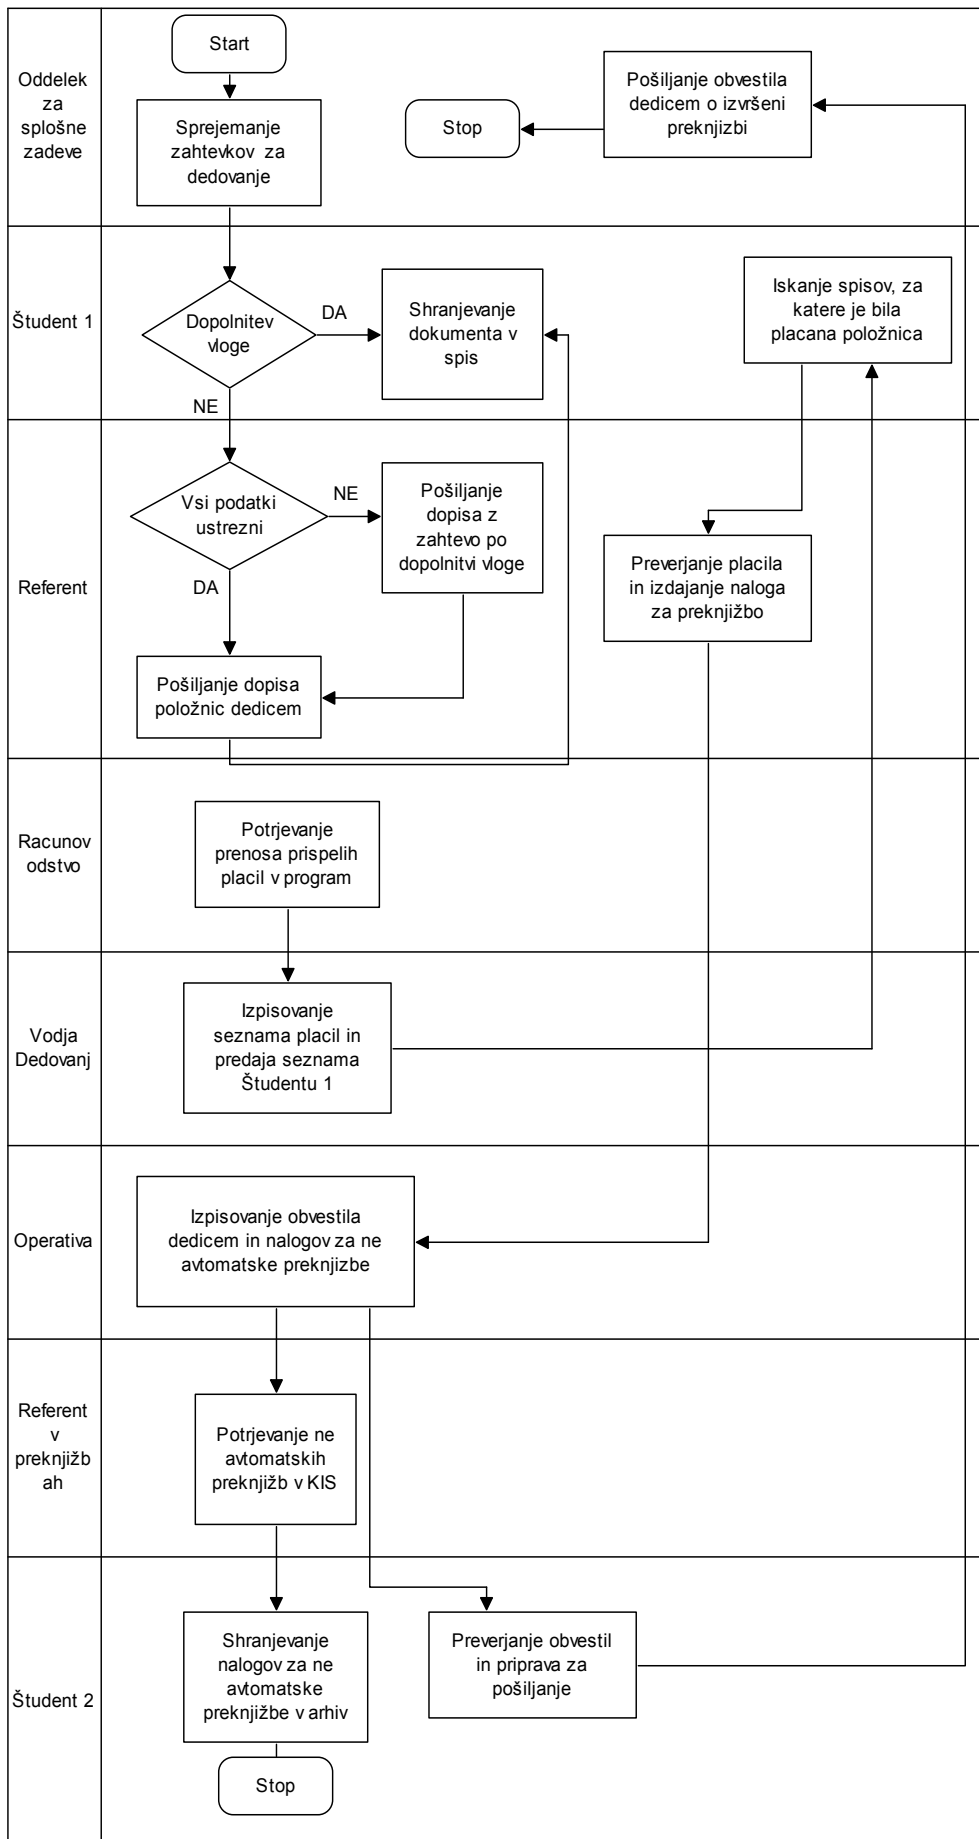 Oddelek
za
splošne
zadeve
Start
Sprejemanje
zahtevkov za
dedovanje
Stop
Pošiljanje obvestila
dedicem o izvršeni
preknjizbi
Študent 1
Dopolnitev
vloge
DA
NE
Shranjevanje
dokumenta v
spis
Iskanje spisov, za
katere je bila
placana položnica
Referent
Vsi podatki
ustrezni
NE
DA
Pošiljanje
dopisa z
zahtevo po
dopolnitvi vloge
Preverjanje placila
in izdajanje naloga
za preknjižbo
Pošiljanje dopisa
položnic dedicem
Racunov
odstvo
Potrjevanje
prenosa prispelih
placil v program
Vodja
Dedovanj
Izpisovanje
seznama placil in
predaja seznama
Študentu 1
Operativa
Izpisovanje obvestila
dedicem in nalogov za ne
avtomatske preknjizbe
Referent
v
preknjižb
ah
Potrjevanje ne
avtomatskih
preknjižb v KIS
Študent 2
Shranjevanje
nalogov za ne
avtomatske
preknjižbe v arhiv
Preverjanje obvestil
in priprava za
pošiljanje
Stop